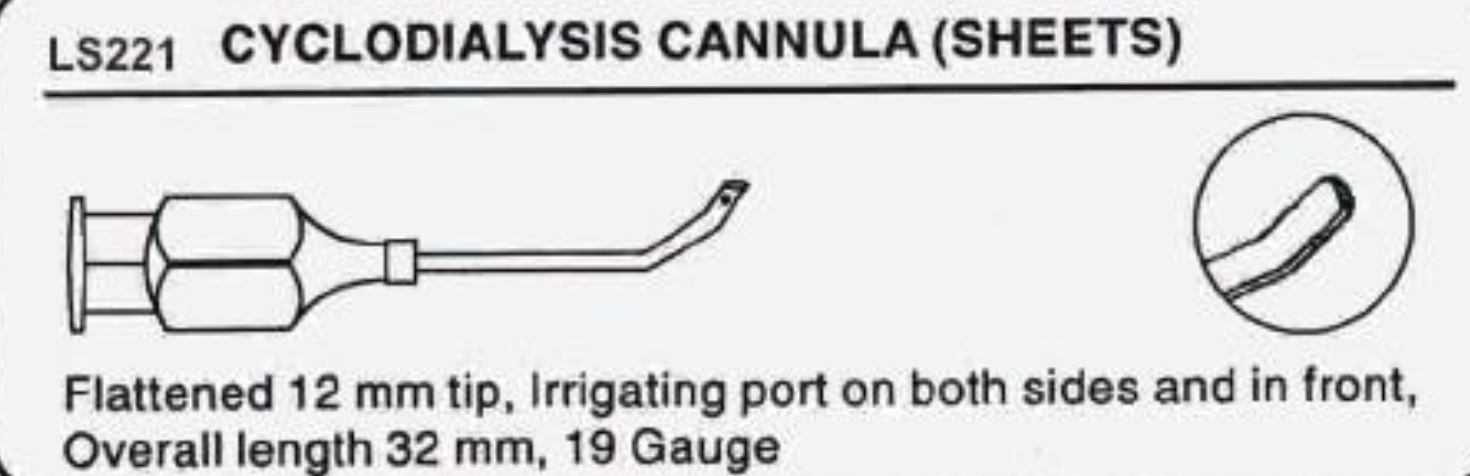 LS221 CYCLODIALYSIS CANNULA (SHEETS)
Flattened 12 mm tip, Irrigating port on both sides and in front,
Overall length 32 mm, 19 Gauge